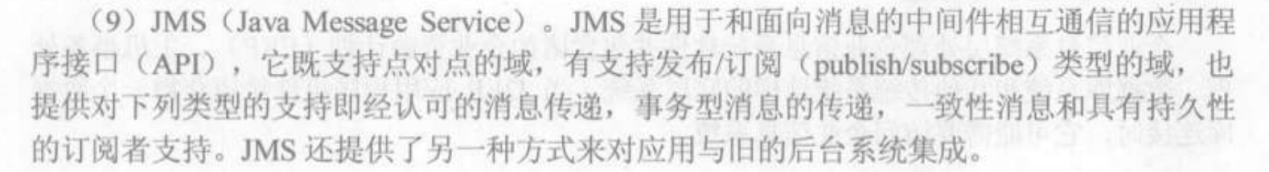 （9）JMS（Java Message Service）。JMS 是用于和面向消息的中间件相互通信的应用程
序接口（API），它既支持点对点的域，有支持发布/订阅（publish/subscribe）类型的域，也
提供对下列类型的支持即经认可的消息传递，事务型消息的传递，一致性消息和具有持久性
的订阅者支持。JMS 还提供了另一种方式来对应用与旧的后台系统集成。